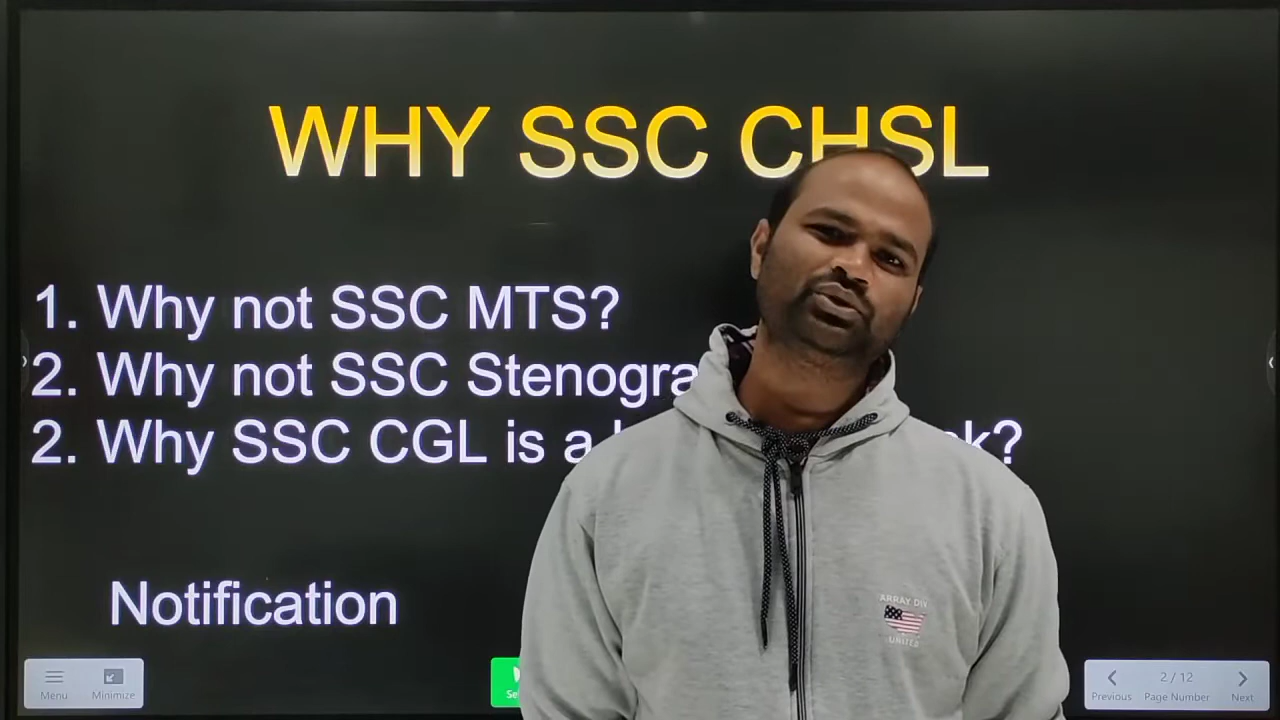 WHY SSC CHSL
1. Why not SSC MTS?
2. Why not SSC
2. Why SSC CGL is a
Notification
ARRAY DIV
UNITED
Menu
Minimize
2 / 12
Previous
Page Number
Next